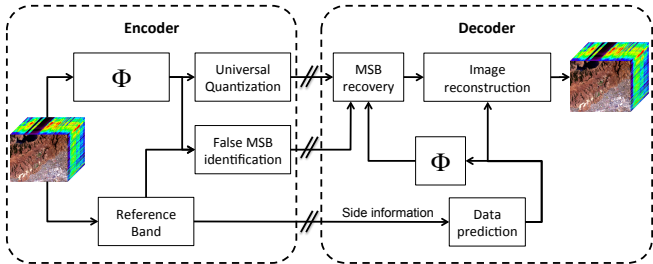 Encoder
Decoder
Φ
Universal
Quantization
MSB
recovery
Image
reconstruction
False MSB
identification
Φ
Reference
Band
Side information
Data
prediction